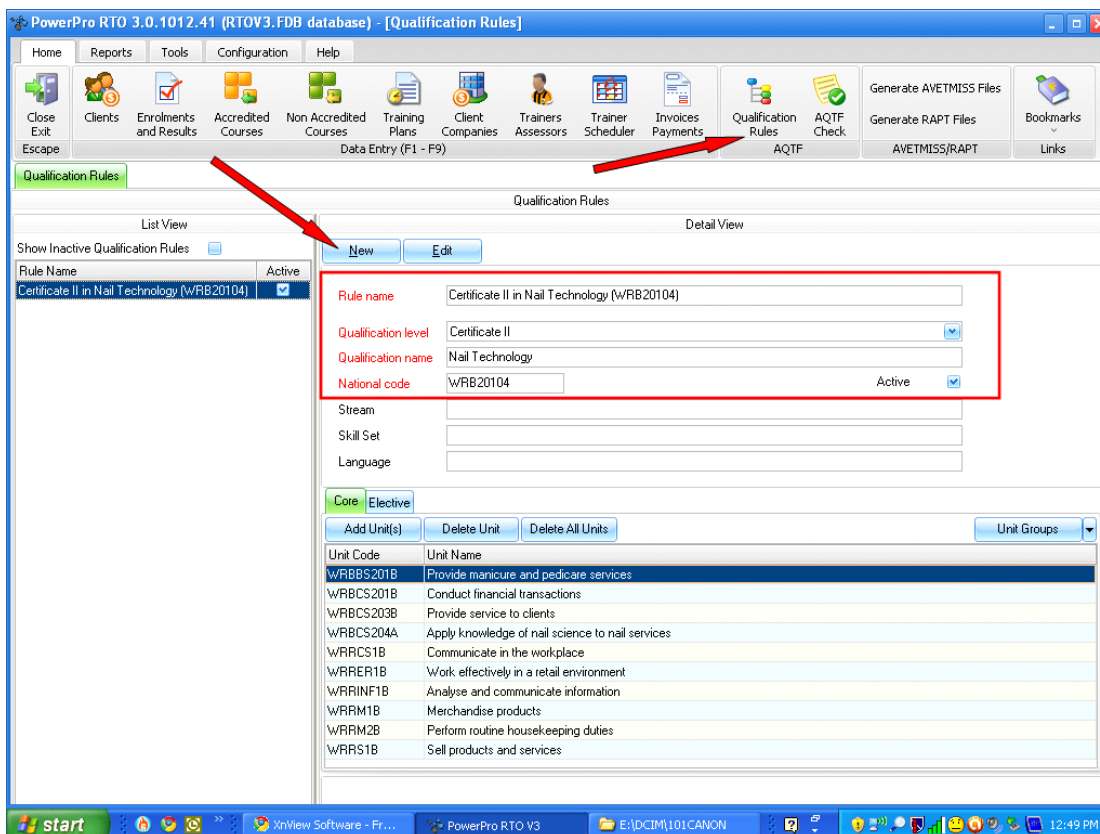 PowerPro RTO 3.0.1012.41 (RTOV3.FDB database) - [Qualification Rules]
Home Reports Tools Configuration Help
Close Exit
Clients
Enrolments and Results
Accredited Courses
Non Accredited Courses
Training Plans
Client Companies
Trainers Assessors
Trainer Scheduler
Invoices Payments
Qualification Rules
AQTF Check
Generate AVETMISS Files
Generate RAPT Files
Bookmarks
Escape Data Entry (F1 - F9) AQTF AVETMISS/RAPT Links
Qualification Rules
Qualification Rules
List View Detail View
Show Inactive Qualification Rules
New Edit
Rule Name Active
Certificate II in Nail Technology (WRB20104)
Rule name Certificate II in Nail Technology (WRB20104)
Qualification level Certificate II
Qualification name Nail Technology
National code WRB20104 Active
Stream
Skill Set
Language
Core Elective
Add Unit(s) Delete Unit Delete All Units Unit Groups
Unit Code Unit Name
WRBBS201B Provide manicure and pedicare services
WRBCS201B Conduct financial transactions
WRBCS203B Provide service to clients
WRBCS204A Apply knowledge of nail science to nail services
WRRCS1B Communicate in the workplace
WRRER1B Work effectively in a retail environment
WRRINF1B Analyse and communicate information
WRRM1B Merchandise products
WRRM2B Perform routine housekeeping duties
WRRS1B Sell products and services
start XnView Software - Fr... PowerPro RTO V3 E:\DCIM\101CANON 12:49 PM